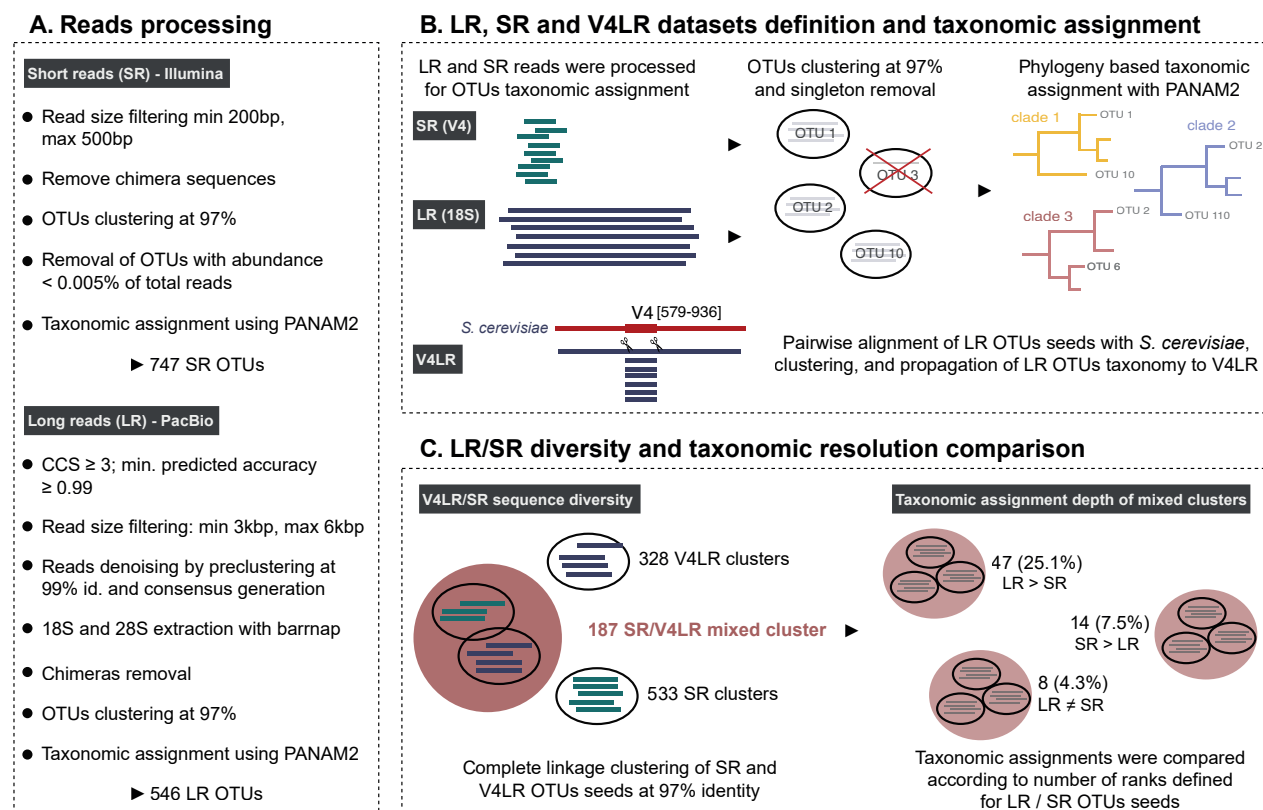 A. Reads processing
Short reads (SR) - Illumina
Read size filtering min 200bp,
max 500bp
Remove chimera sequences
OTUs clustering at 97%
Removal of OTUs with abundance
< 0.005% of total reads
Taxonomic assignment using PANAM2
► 747 SR OTUs
Long reads (LR) - PacBio
CCS ≥ 3; min. predicted accuracy
≥ 0.99
Read size filtering: min 3kbp, max 6kbp
Reads denoising by preclustering at
99% id. and consensus generation
18S and 28S extraction with barrnap
Chimeras removal
OTUs clustering at 97%
Taxonomic assignment using PANAM2
► 546 LR OTUs
B. LR, SR and V4LR datasets definition and taxonomic assignment
LR and SR reads were processed
for OTUs taxonomic assignment
OTUs clustering at 97%
and singleton removal
Phylogeny based taxonomic
assignment with PANAM2
SR (V4)
LR (18S)
OTU 1
OTU 3
OTU 2
OTU 10
clade 1
OTU 1
OTU 10
clade 2
OTU 2
OTU 110
clade 3
OTU 2
OTU 6
V4 [579-936]
S. cerevisiae
V4LR
Pairwise alignment of LR OTUs seeds with S. cerevisiae,
clustering, and propagation of LR OTUs taxonomy to V4LR
C. LR/SR diversity and taxonomic resolution comparison
V4LR/SR sequence diversity
328 V4LR clusters
187 SR/V4LR mixed cluster
533 SR clusters
Complete linkage clustering of SR and
V4LR OTUs seeds at 97% identity
Taxonomic assignment depth of mixed clusters
47 (25.1%)
LR > SR
14 (7.5%)
SR > LR
8 (4.3%)
LR ≠ SR
Taxonomic assignments were compared
according to number of ranks defined
for LR / SR OTUs seeds